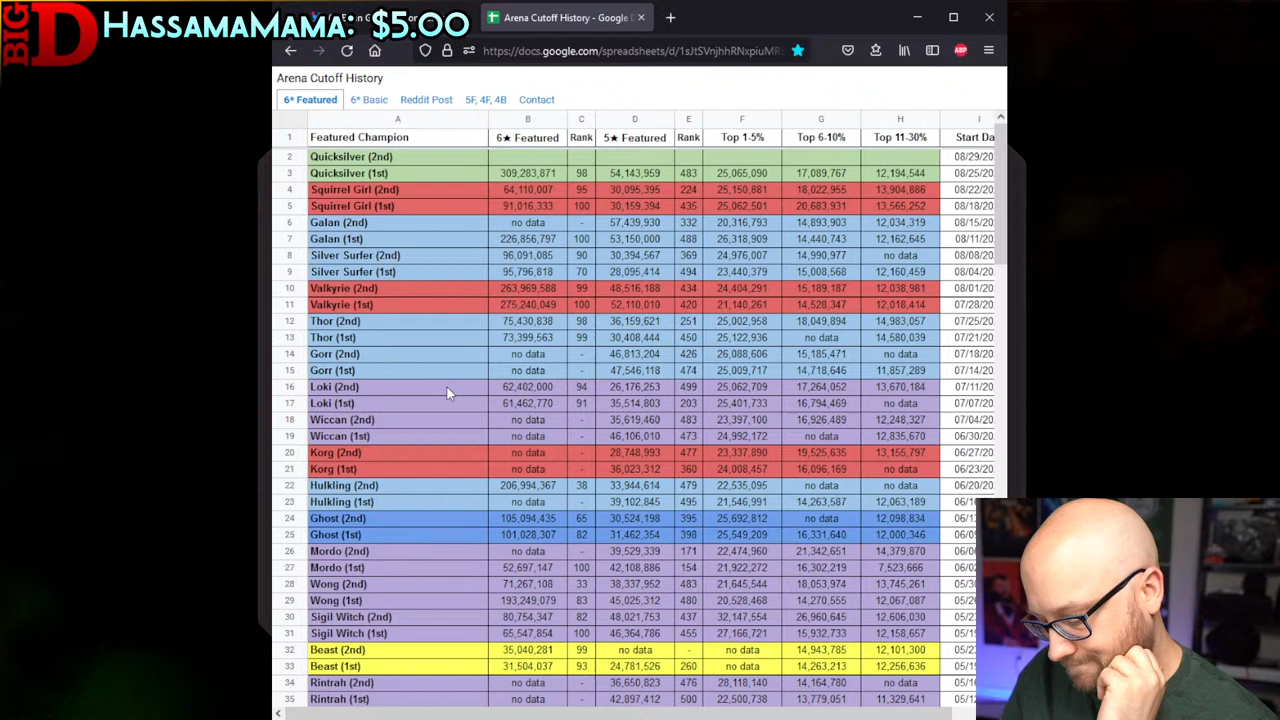 BIG D
HASSAMAMAMA: $5.00
Arena Cutoff History - Google D
https://docs.google.com/spreadsheets/d/1sJtSVnjhhRNxpiuMR
ABP
Arena Cutoff History
6* Featured 6* Basic Reddit Post 5F, 4F, 4B Contact
A B C D E F G H I
1 Featured Champion 6★ Featured Rank 5★ Featured Rank Top 1-5% Top 6-10% Top 11-30% Start Da
2 Quicksilver (2nd) 08/29/20
3 Quicksilver (1st) 309,283,871 98 54,143,959 483 25,065,090 17,089,767 12,194,544 08/25/20
4 Squirrel Girl (2nd) 64,110,007 95 30,095,395 224 25,150,881 18,022,955 13,904,886 08/22/20
5 Squirrel Girl (1st) 91,016,333 100 30,159,394 435 25,062,501 20,683,931 13,565,252 08/18/20
6 Galan (2nd) no data - 57,439,930 332 20,316,793 14,893,903 12,034,319 08/15/20
7 Galan (1st) 226,856,797 100 53,150,000 488 26,318,909 14,440,743 12,162,645 08/11/20
8 Silver Surfer (2nd) 96,091,085 90 30,394,567 369 24,976,007 14,990,977 no data 08/08/20
9 Silver Surfer (1st) 95,796,818 70 28,095,414 494 23,440,379 15,008,568 12,160,459 08/04/20
10 Valkyrie (2nd) 263,969,588 99 48,516,188 434 24,404,291 15,189,187 12,038,981 08/01/20
11 Valkyrie (1st) 275,240,049 100 52,110,010 420 21,140,261 14,528,347 12,018,414 07/28/20
12 Thor (2nd) 75,430,838 98 36,159,621 251 25,002,958 18,049,894 14,983,057 07/25/20
13 Thor (1st) 73,399,563 99 30,408,444 450 25,122,936 no data 14,580,039 07/21/20
14 Gorr (2nd) no data - 46,813,204 426 26,088,606 15,185,471 no data 07/18/20
15 Gorr (1st) no data - 47,546,118 474 25,009,717 14,718,646 11,857,289 07/14/20
16 Loki (2nd) 62,402,000 94 26,176,253 499 25,062,709 17,264,052 13,670,184 07/11/20
17 Loki (1st) 61,462,770 91 35,514,803 203 25,401,733 16,794,469 no data 07/07/20
18 Wiccan (2nd) no data - 35,619,460 483 23,397,100 16,926,489 12,248,327 07/04/20
19 Wiccan (1st) no data - 46,106,010 473 24,992,172 no data 12,835,670 06/30/20
20 Korg (2nd) no data - 28,748,993 477 23,337,890 19,525,635 13,155,797 06/27/20
21 Korg (1st) no data - 36,023,312 360 24,008,457 16,096,169 no data 06/23/20
22 Hulkling (2nd) 206,994,367 38 33,944,614 479 22,535,095 no data no data 06/20/20
23 Hulkling (1st) no data - 39,102,845 495 21,546,991 14,263,587 12,063,189 06/1
24 Ghost (2nd) 105,094,435 65 30,524,198 395 25,692,812 no data 12,098,834 06/1
25 Ghost (1st) 101,028,307 82 31,462,354 398 25,549,209 16,331,640 12,000,346 06/0
26 Mordo (2nd) no data - 39,529,339 171 22,474,960 21,342,651 14,379,870 06/0
27 Mordo (1st) 52,697,147 100 42,108,886 154 21,922,272 16,302,219 7,523,666 06/0
28 Wong (2nd) 71,267,108 33 38,337,952 480 21,645,544 18,053,974 13,745,261 05/3
29 Wong (1st) 193,249,079 83 45,025,312 480 20,528,468 14,270,555 12,067,087 05/2
30 Sigil Witch (2nd) 80,754,347 82 48,021,753 437 32,147,554 26,960,645 12,606,030 05/2
31 Sigil Witch (1st) 65,547,854 100 46,364,786 455 27,166,721 15,932,733 12,158,657 05/1
32 Beast (2nd) 35,040,281 99 no data - no data 14,943,785 12,101,300 05/2
33 Beast (1st) 31,504,037 93 24,781,526 260 no data 14,263,213 12,256,636 05/1
34 Rintrah (2nd) 36,650,823 476 28,118,140 14,164,780 no data 05/1
35 Rintrah (1st) 42,897,412 500 22,500,738 13,779,051 11,329,641 05/1